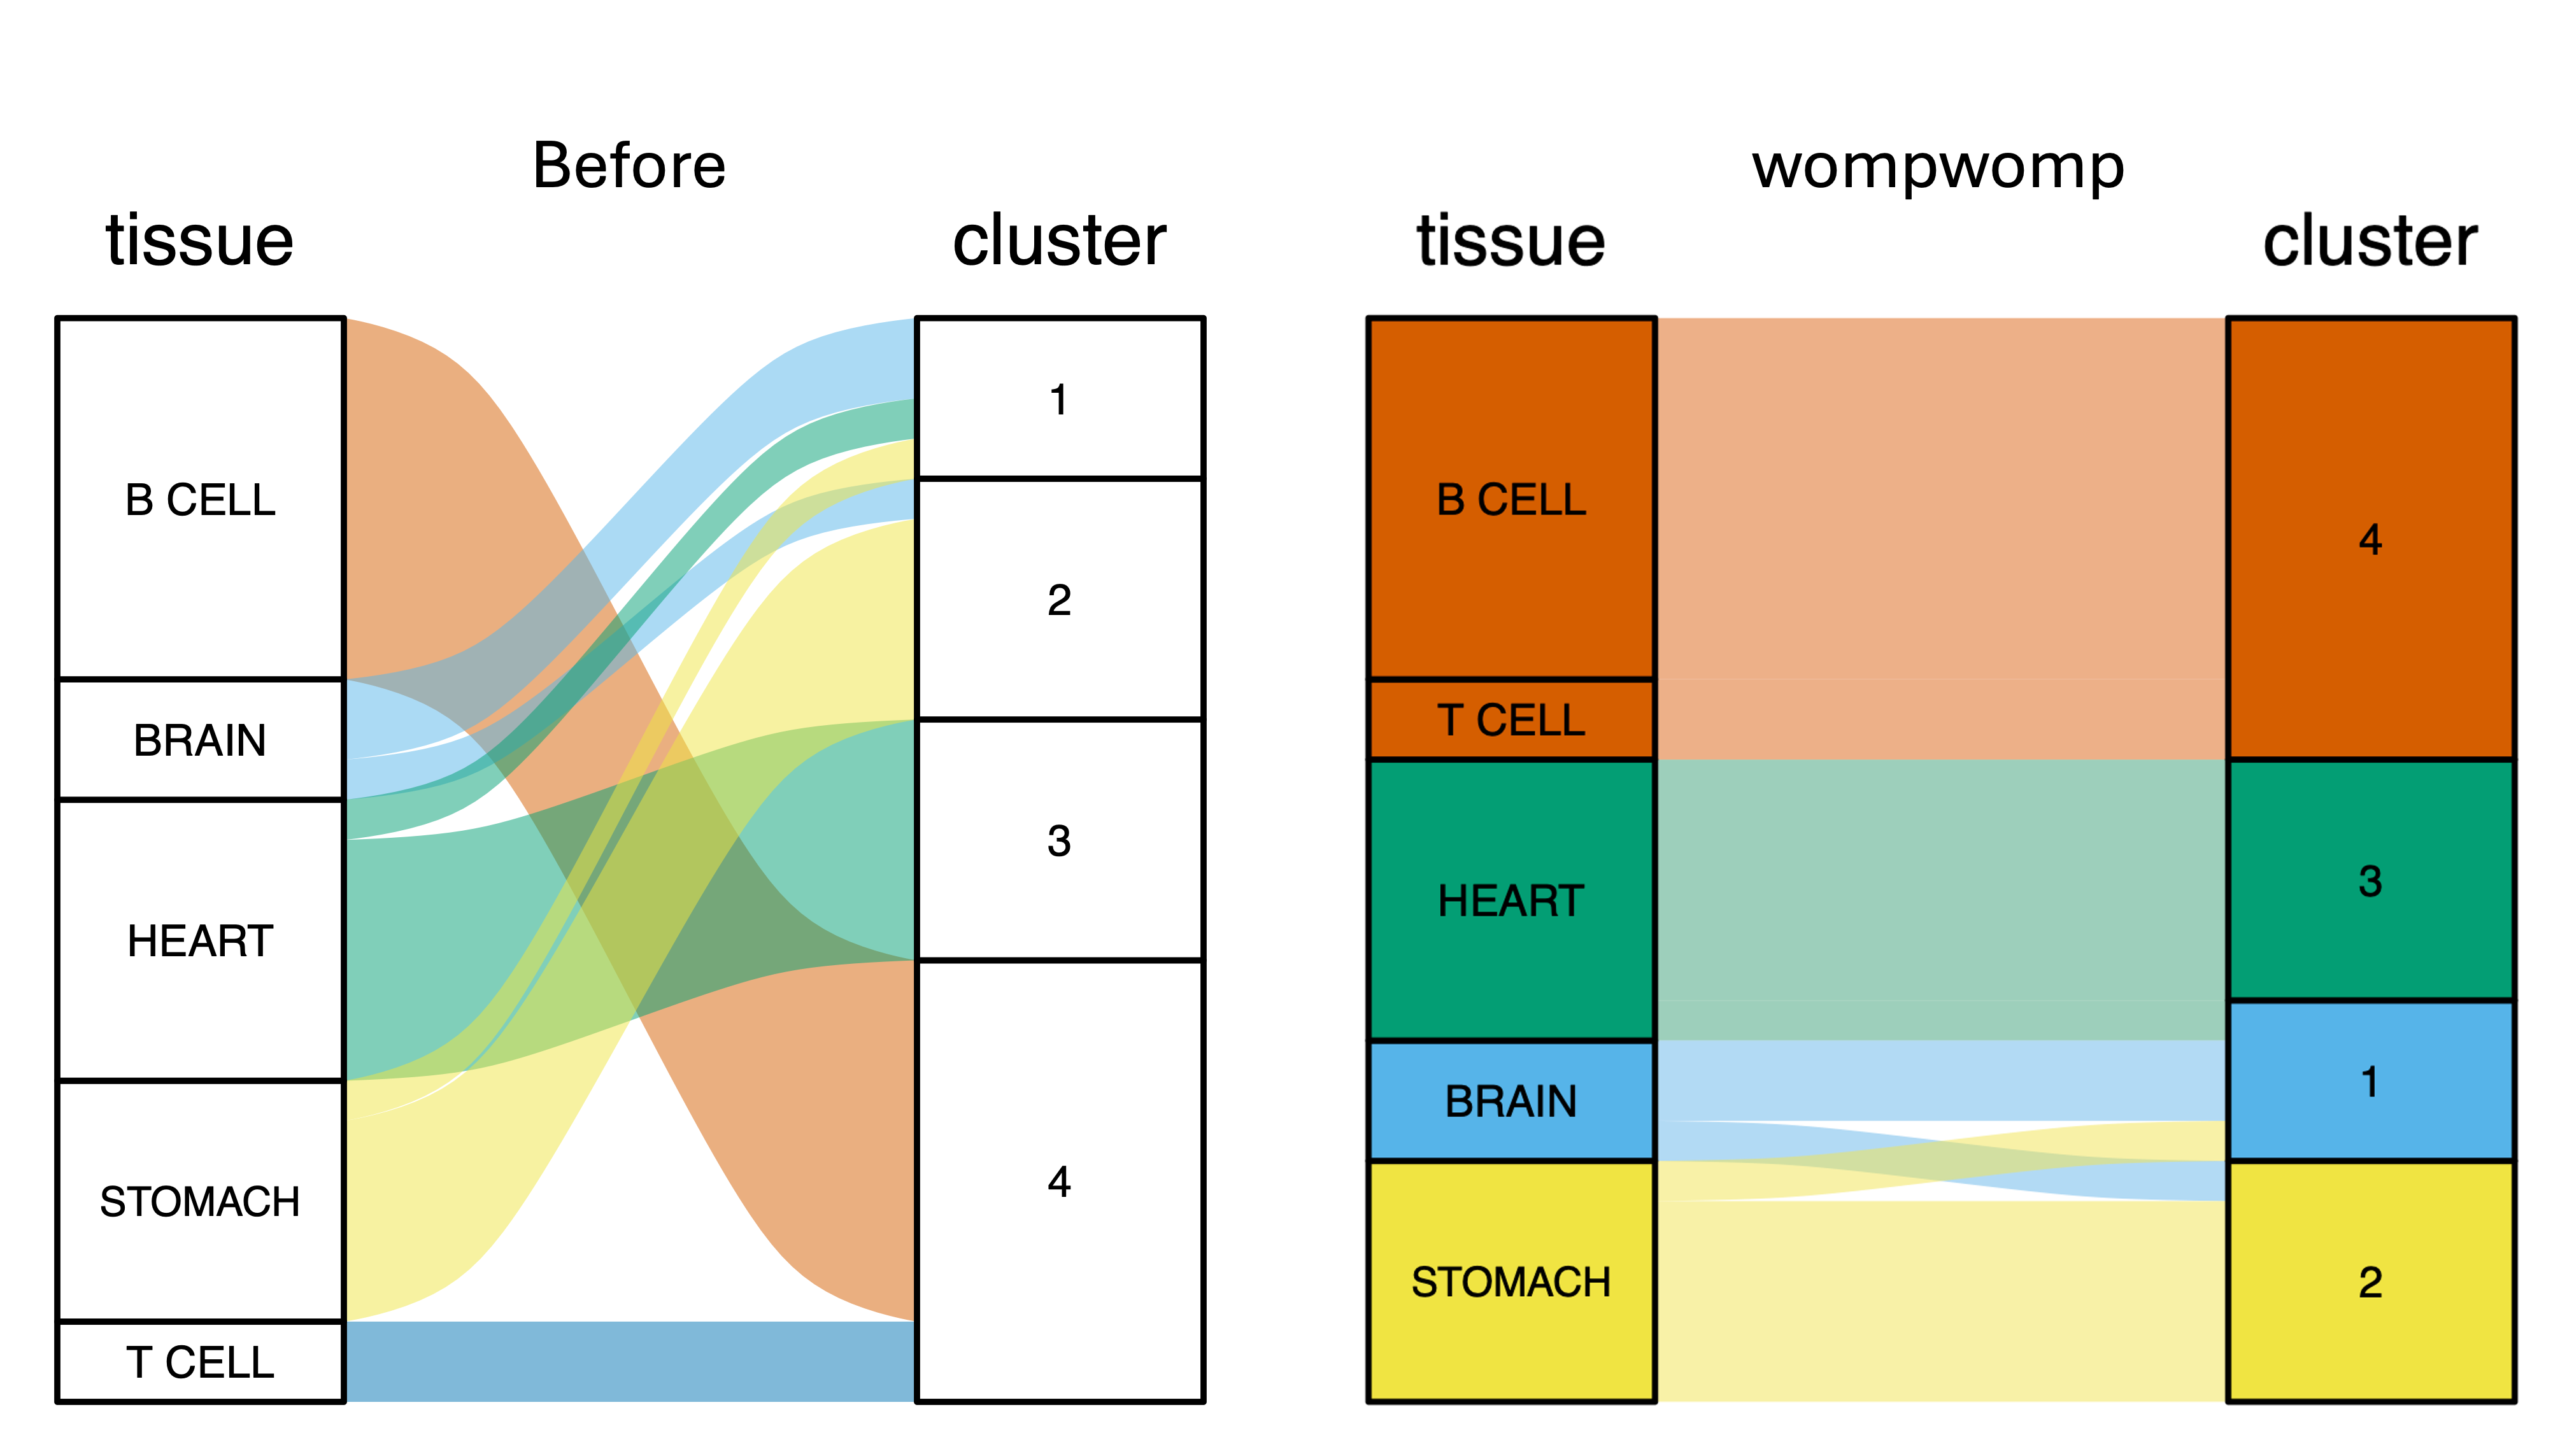 Before
tissue
cluster
B CELL
BRAIN
HEART
STOMACH
T CELL
1
2
3
4
wompwomp
tissue
cluster
B CELL
T CELL
HEART
BRAIN
STOMACH
4
3
1
2